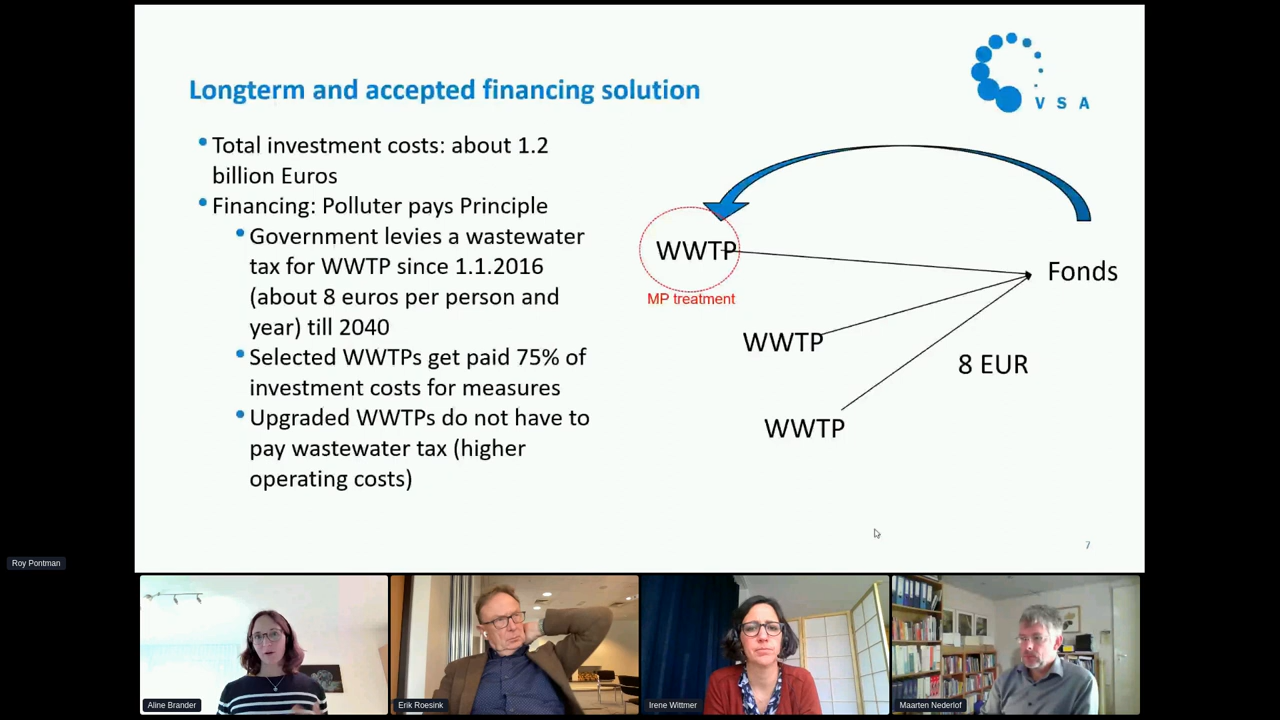 Longterm and accepted financing solution
VSA
Total investment costs: about 1.2
billion Euros
Financing: Polluter pays Principle
Government levies a wastewater
tax for WWTP since 1.1.2016
(about 8 euros per person and
year) till 2040
Selected WWTPs get paid 75% of
investment costs for measures
Upgraded WWTPs do not have to
pay wastewater tax (higher
operating costs)
WWTP
MP treatment
Fonds
WWTP
8 EUR
WWTP
7
Roy Pontman
Aline Brander
Erik Roesink
Irene Wittmer
Maarten Nederlof